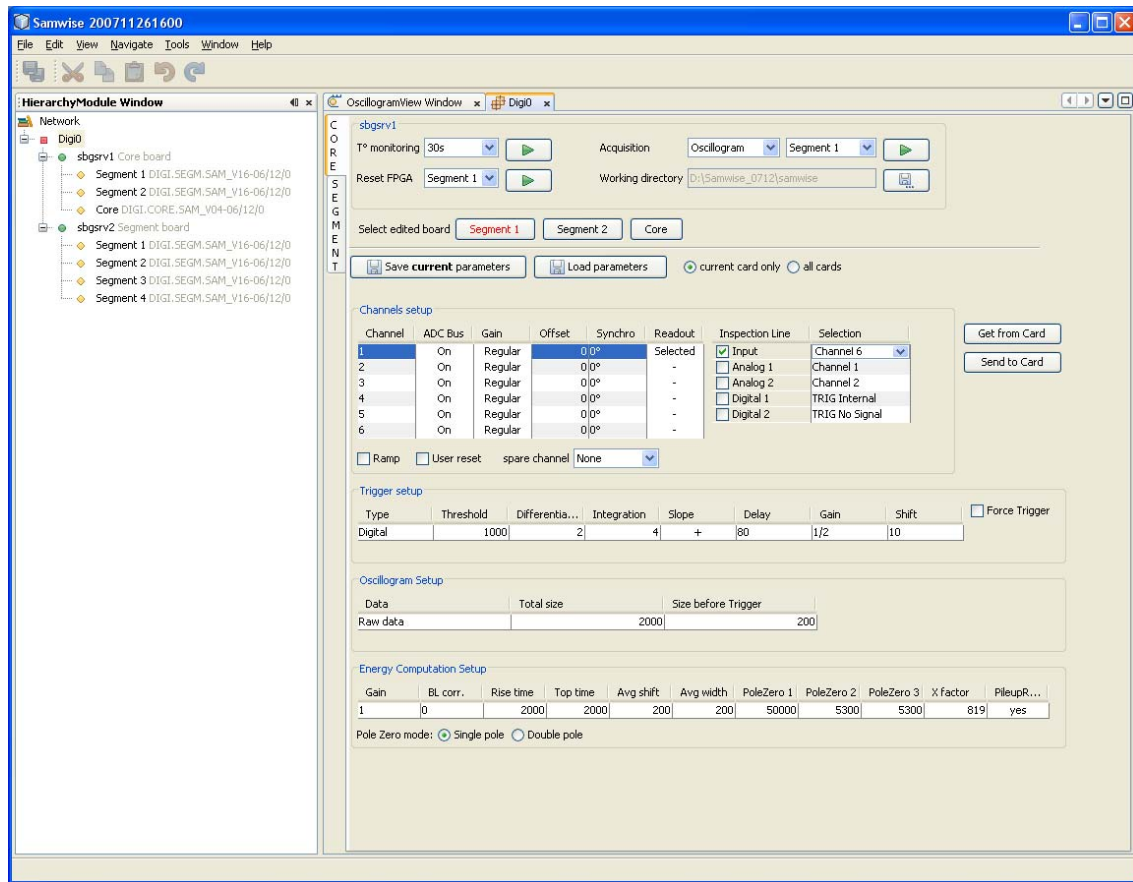 Samwise 200711261600
File Edit View Navigate Tools Window Help
HierarchyModule Window
Network
Digi0
sbgsrv1 Core board
Segment 1 DIGI.SEGM.SAM_V16-06/12/0
Segment 2 DIGI.SEGM.SAM_V16-06/12/0
Core DIGI.CORE.SAM_V04-06/12/0
sbgsrv2 Segment board
Segment 1 DIGI.SEGM.SAM_V16-06/12/0
Segment 2 DIGI.SEGM.SAM_V16-06/12/0
Segment 3 DIGI.SEGM.SAM_V16-06/12/0
Segment 4 DIGI.SEGM.SAM_V16-06/12/0
OscillogramView Window x Digi0 x
CORE
SEGMENT
sbgsrv1
T° monitoring 30s Acquisition Oscillogram Segment 1
Reset FPGA Segment 1 Working directory D:\Samwise_0712\samwise
Select edited board Segment 1 Segment 2 Core
Save current parameters Load parameters current card only all cards
Channels setup
Channel ADC Bus Gain Offset Synchro Readout Inspection Line Selection
1 On Regular 0 0° Selected Input Channel 6
2 On Regular 0 0° - Analog 1 Channel 1
3 On Regular 0 0° - Analog 2 Channel 2
4 On Regular 0 0° - Digital 1 TRIG Internal
5 On Regular 0 0° - Digital 2 TRIG No Signal
6 On Regular 0 0° -
Get from Card
Send to Card
Ramp User reset spare channel None
Trigger setup
Type Threshold Differentia... Integration Slope Delay Gain Shift
Digital 1000 2 4 + 80 1/2 10
Force Trigger
Oscillogram Setup
Data Total size Size before Trigger
Raw data 2000 200
Energy Computation Setup
Gain BL corr. Rise time Top time Avg shift Avg width PoleZero 1 PoleZero 2 PoleZero 3 X factor PileupR...
1 0 2000 2000 200 200 50000 5300 5300 819 yes
Pole Zero mode: Single pole Double pole